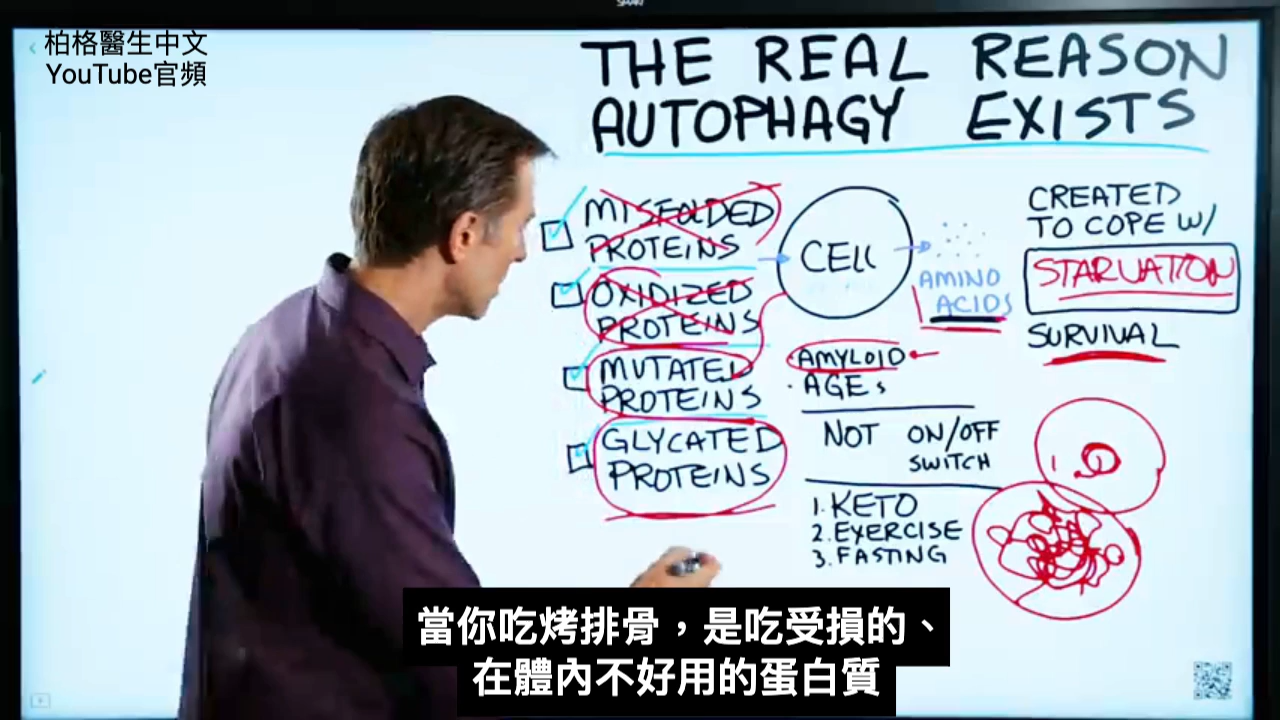 柏格醫生中文
YouTube官頻
THE REAL REASON
AUTOPHAGY EXISTS
MISFOLDED
PROTEINS
OXIDIZED
PROTEINS
MUTATED
PROTEINS
GLYCATED
PROTEINS
CELL
AMINO
ACIDS
CREATED
TO COPE W/
STARVATION
SURVIVAL
AMYLOID
· AGEs
NOT ON/OFF
SWITCH
1. KETO
2. EXERCISE
3. FASTING
當你吃烤排骨，是吃受損的、
在體內不好用的蛋白質